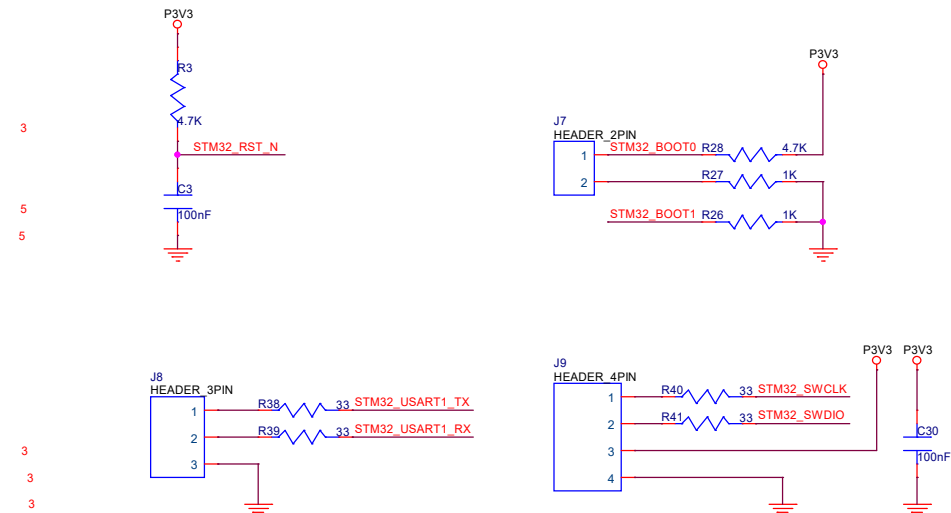 P3V3
R3
4.7K
STM32_RST_N
C3
100nF
3
5
5
P3V3
J7
HEADER_2PIN
1 STM32_BOOT0 R28 4.7K
2 R27 1K
STM32_BOOT1 R26 1K
J8
HEADER_3PIN
1 R38 33 STM32_USART1_TX
2 R39 33 STM32_USART1_RX
3
3
3
3
P3V3 P3V3
J9
HEADER_4PIN
1 R40 33 STM32_SWCLK
2 R41 33 STM32_SWDIO
3
4
C30
100nF